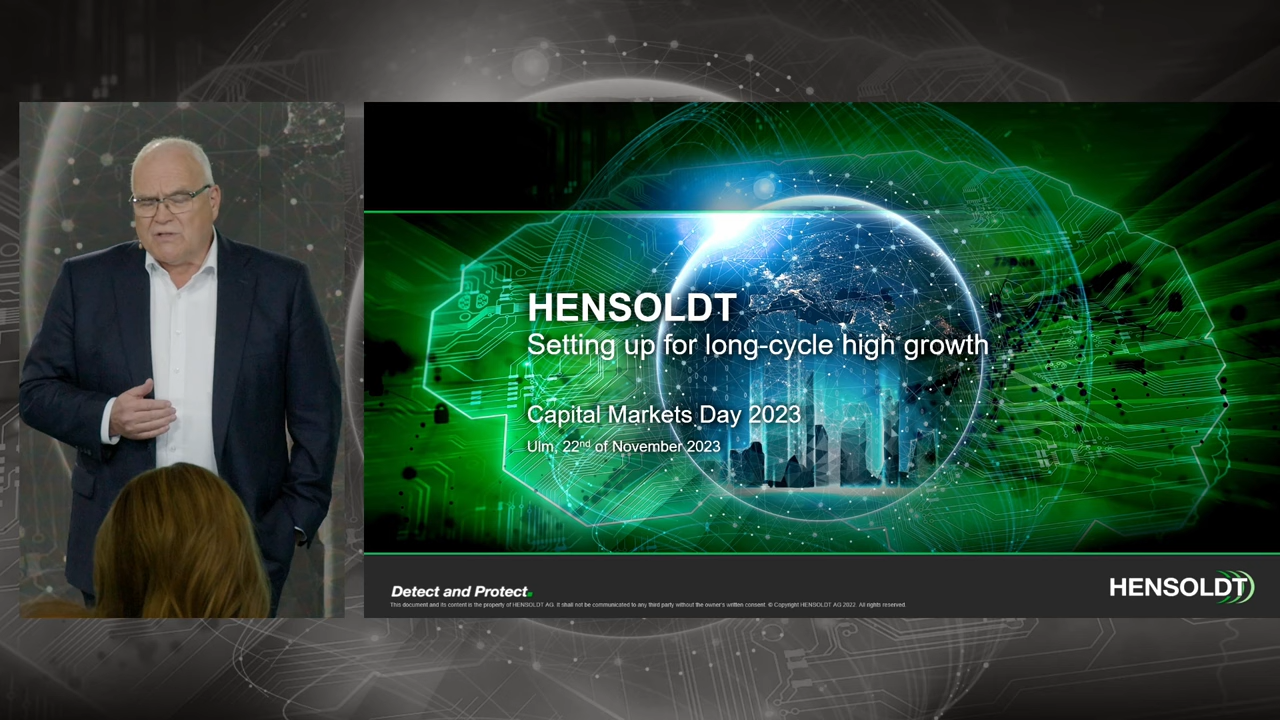 HENSOLDT
Setting up for long-cycle high growth
Capital Markets Day 2023
Ulm, 22nd of November 2023
Detect and Protect.
This document and its content is the property of HENSOLDT AG. It shall not be communicated to any third party without the owner's written consent. © Copyright HENSOLDT AG 2022. All rights reserved.
HENSOLDT